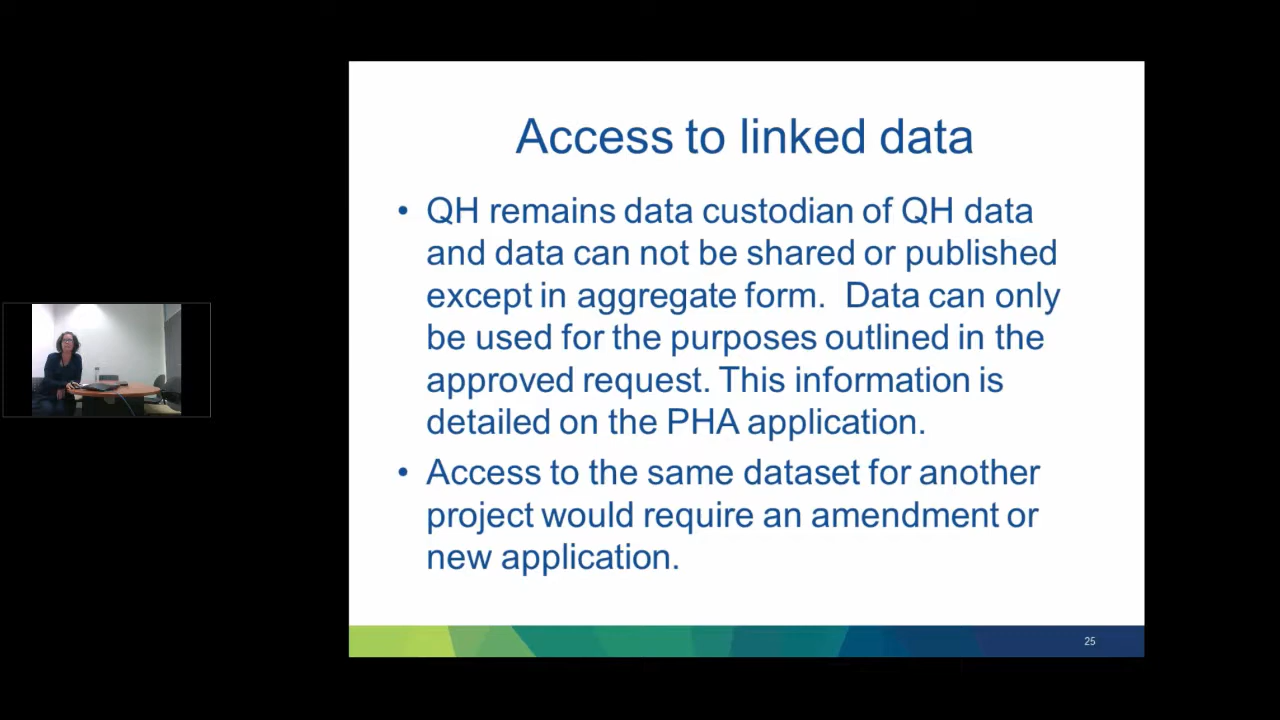 Access to linked data
• QH remains data custodian of QH data
and data can not be shared or published
except in aggregate form.  Data can only
be used for the purposes outlined in the
approved request. This information is
detailed on the PHA application.
• Access to the same dataset for another
project would require an amendment or
new application.
25